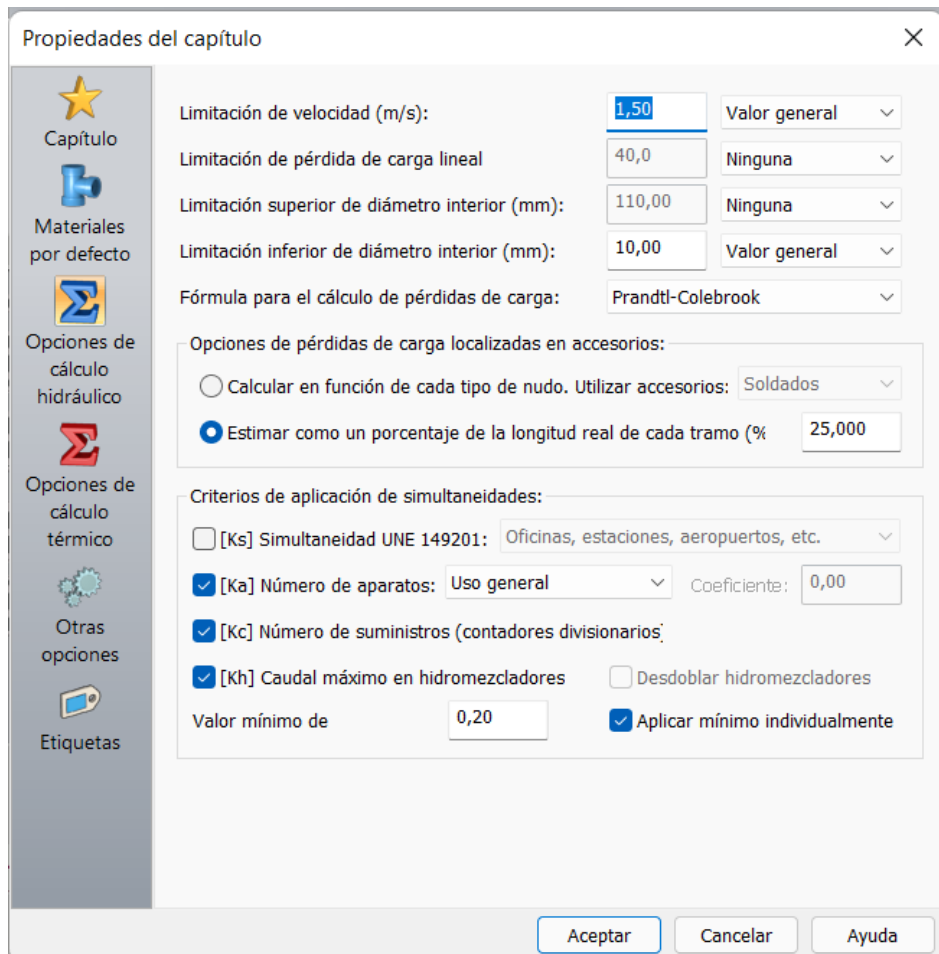 Propiedades del capítulo
Capítulo
Materiales
por defecto
Opciones de
cálculo
hidráulico
Opciones de
cálculo
térmico
Otras
opciones
Etiquetas
Limitación de velocidad (m/s): 1,50 Valor general
Limitación de pérdida de carga lineal 40,0 Ninguna
Limitación superior de diámetro interior (mm): 110,00 Ninguna
Limitación inferior de diámetro interior (mm): 10,00 Valor general
Fórmula para el cálculo de pérdidas de carga: Prandtl-Colebrook
Opciones de pérdidas de carga localizadas en accesorios:
Calcular en función de cada tipo de nudo. Utilizar accesorios: Soldados
Estimar como un porcentaje de la longitud real de cada tramo (% 25,000
Criterios de aplicación de simultaneidades:
[Ks] Simultaneidad UNE 149201: Oficinas, estaciones, aeropuertos, etc.
[Ka] Número de aparatos: Uso general Coeficiente: 0,00
[Kc] Número de suministros (contadores divisionarios)
[Kh] Caudal máximo en hidromezcladores Desdoblar hidromezcladores
Valor mínimo de 0,20 Aplicar mínimo individualmente
Aceptar Cancelar Ayuda